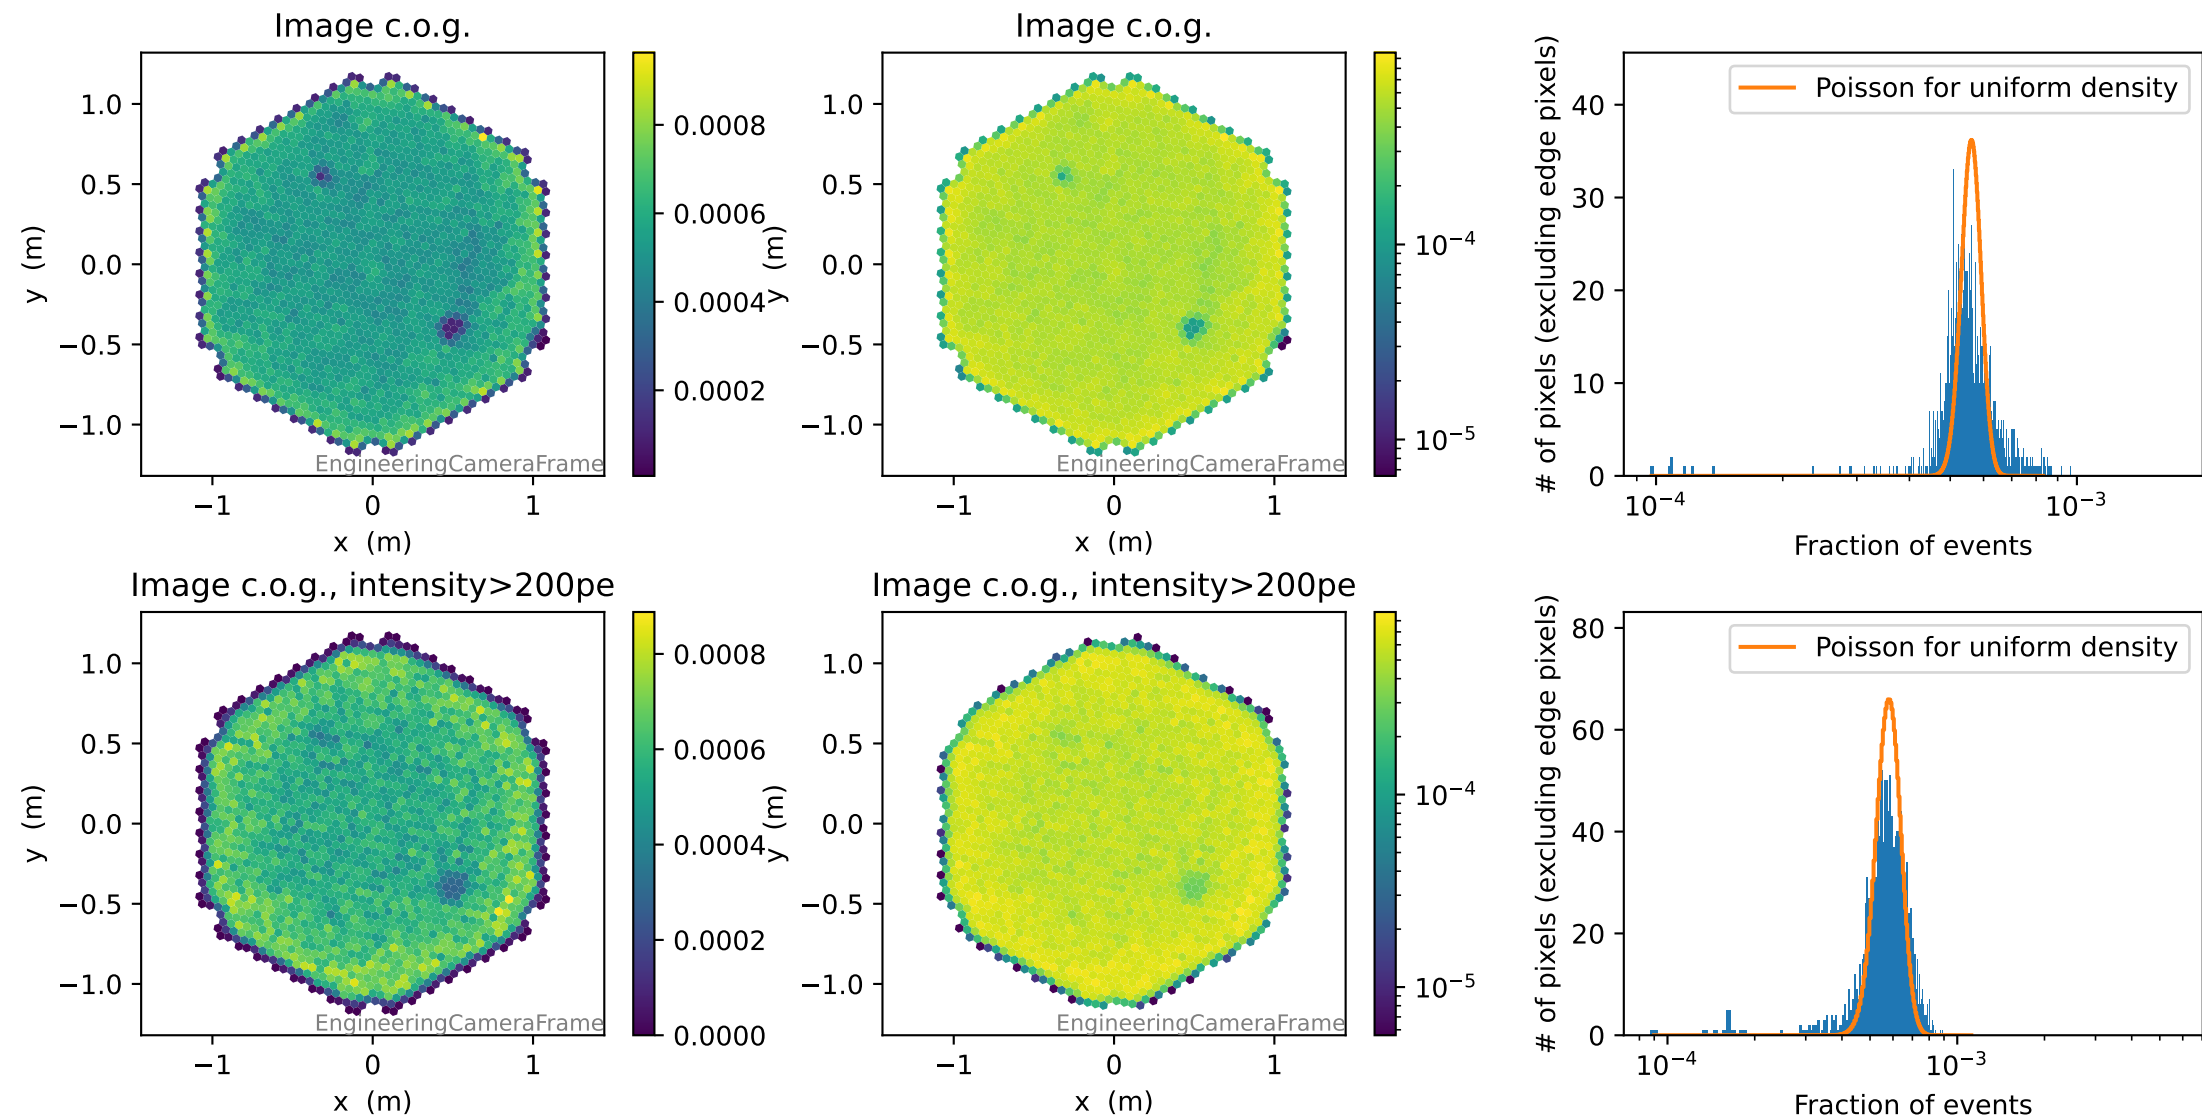 Image c.o.g.
y (m)
1.0
0.5
0.0
−0.5
−1.0
EngineeringCameraFrame
−1
0
1
x (m)
0.0008
0.0006
0.0004
0.0002
Image c.o.g.
y (m)
1.0
0.5
0.0
−0.5
−1.0
EngineeringCameraFrame
−1
0
1
x (m)
10⁻⁴
10⁻⁵
# of pixels (excluding edge pixels)
40
30
20
10
0
Poisson for uniform density
10⁻⁴
10⁻³
Fraction of events
Image c.o.g., intensity>200pe
y (m)
1.0
0.5
0.0
−0.5
−1.0
EngineeringCameraFrame
−1
0
1
x (m)
0.0008
0.0006
0.0004
0.0002
0.0000
Image c.o.g., intensity>200pe
y (m)
1.0
0.5
0.0
−0.5
−1.0
EngineeringCameraFrame
−1
0
1
x (m)
10⁻⁴
10⁻⁵
# of pixels (excluding edge pixels)
80
60
40
20
0
Poisson for uniform density
10⁻⁴
10⁻³
Fraction of events